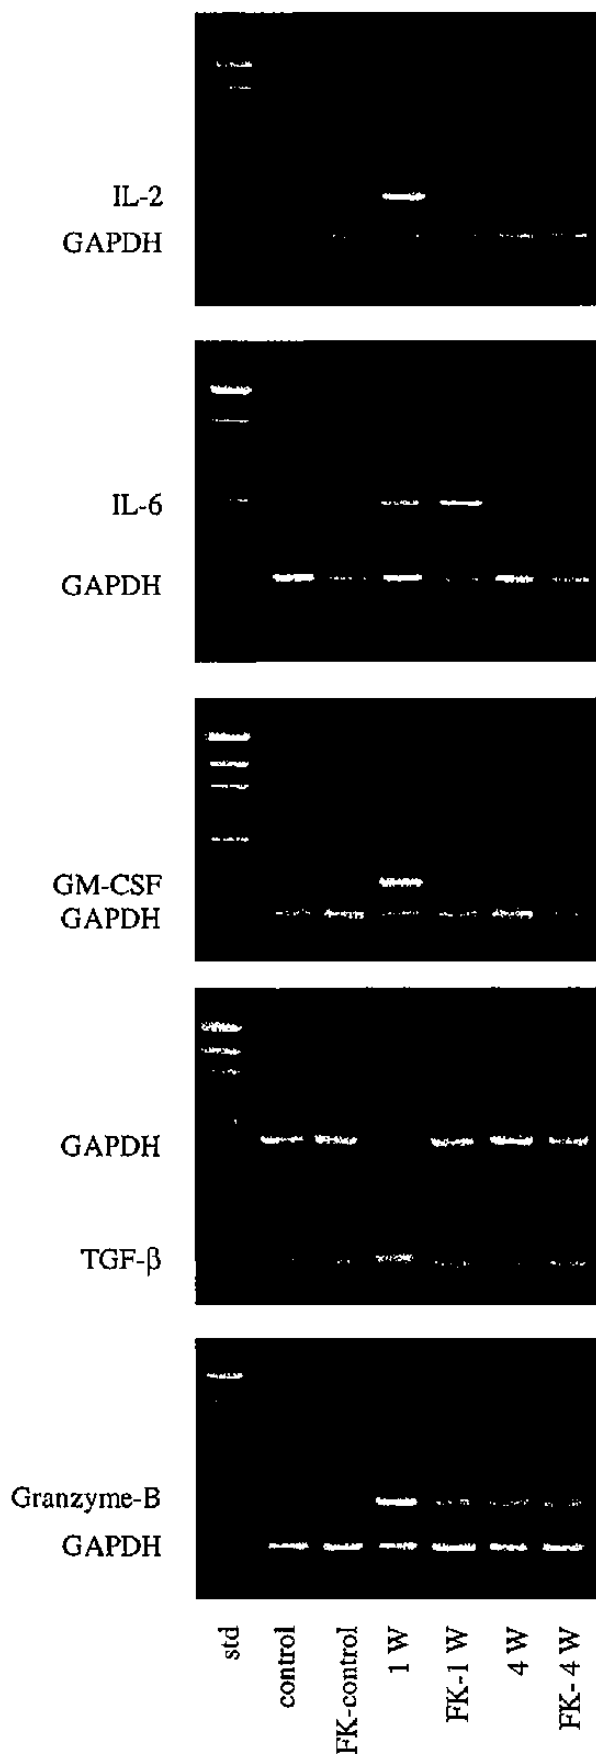 IL-2
GAPDH
IL-6
GAPDH
GM-CSF
GAPDH
GAPDH
TGF-β
Granzyme-B
GAPDH
std
control
FK-control
1 W
FK-1 W
4 W
FK- 4 W